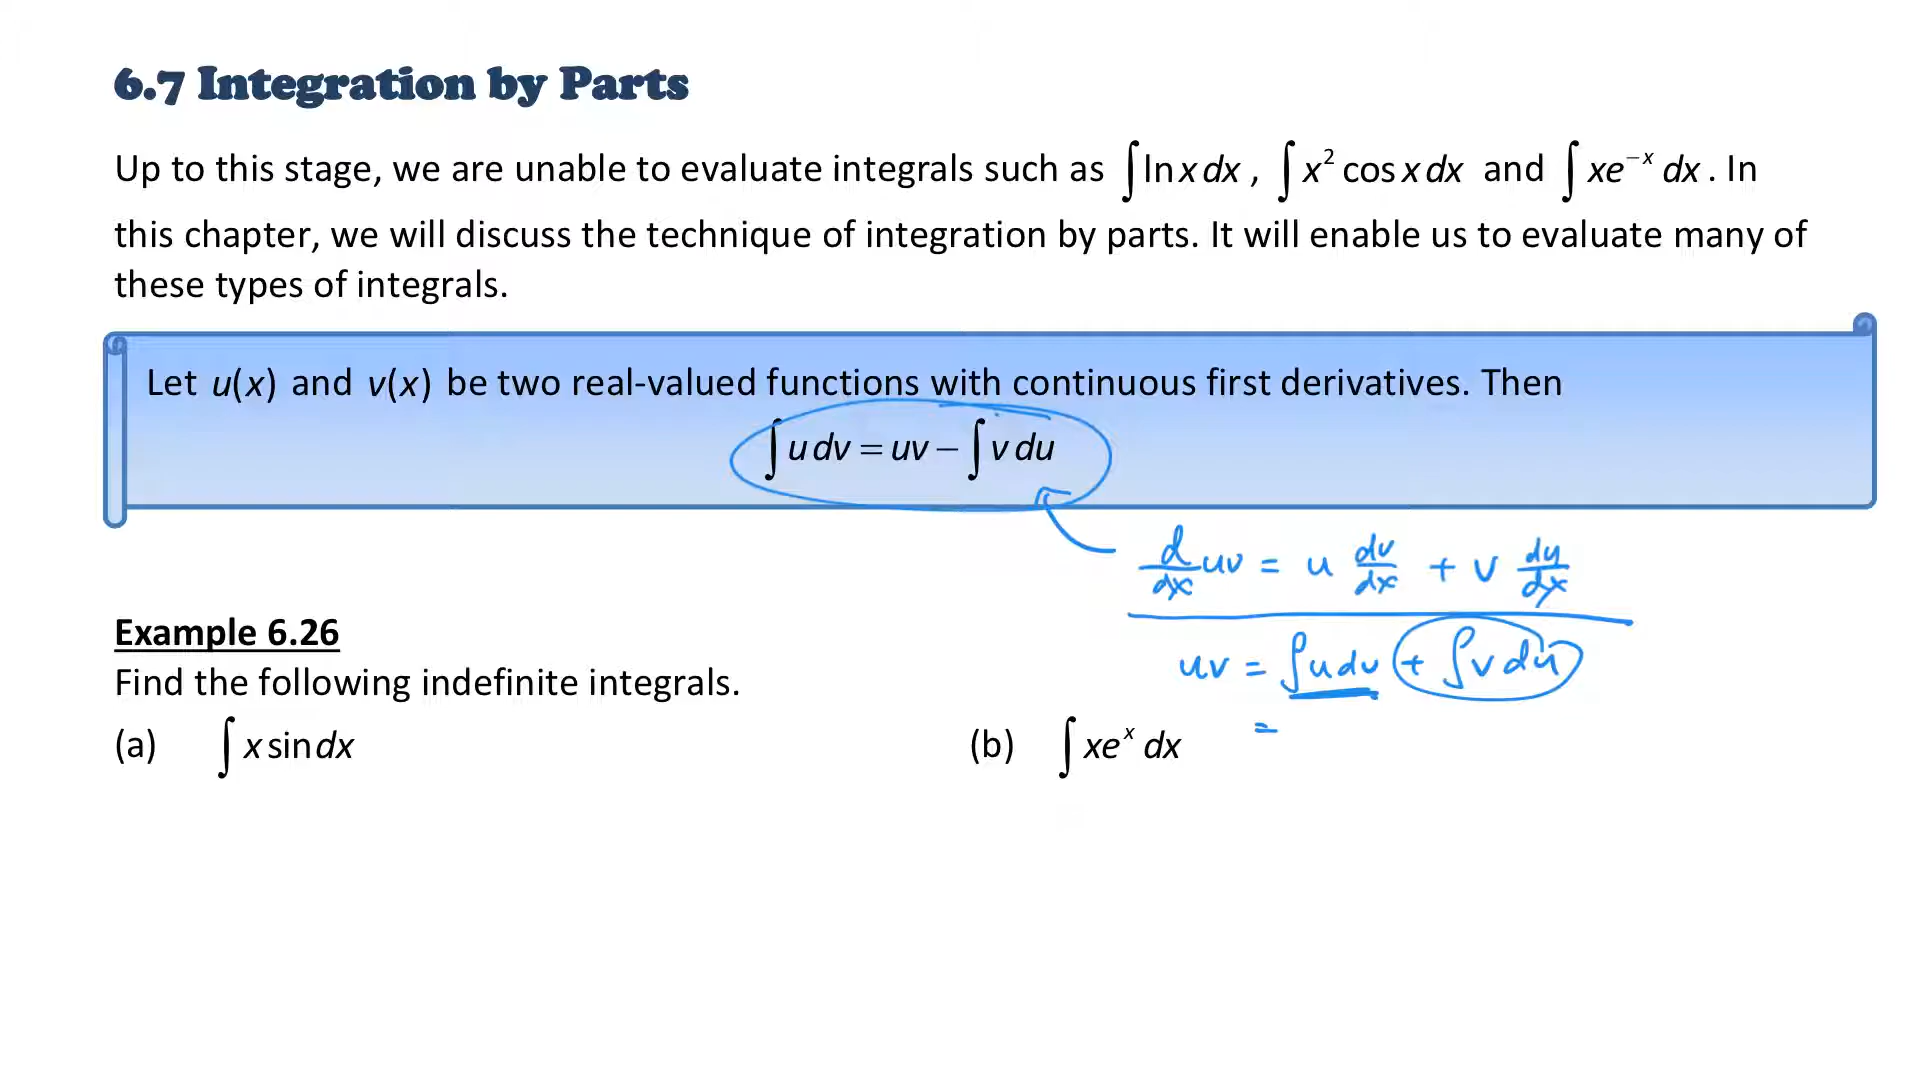 6.7 Integration by Parts
Up to this stage, we are unable to evaluate integrals such as ∫ln x dx, ∫x² cos x dx and ∫xe⁻ˣ dx. In
this chapter, we will discuss the technique of integration by parts. It will enable us to evaluate many of
these types of integrals.
Let u(x) and v(x) be two real-valued functions with continuous first derivatives. Then
∫u dv = uv − ∫v du
d/dx uv = u dv/dx + v du/dx
uv = ∫u dv + ∫v du
=
Example 6.26
Find the following indefinite integrals.
(a) ∫x sin dx (b) ∫xeˣ dx